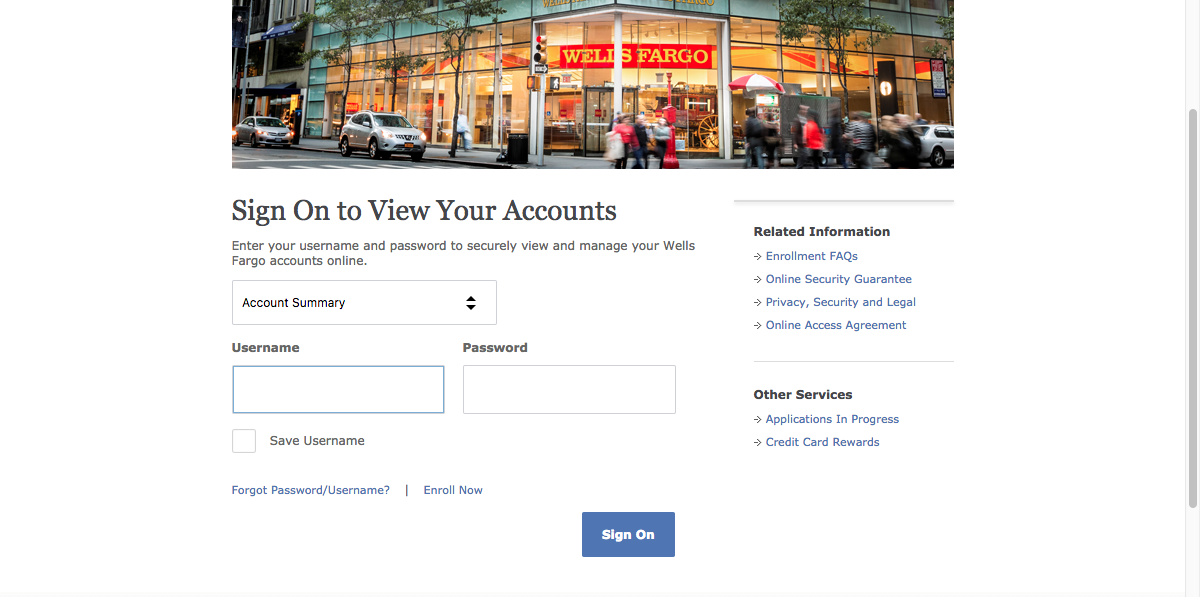 WELLS FARGO
Sign On to View Your Accounts
Enter your username and password to securely view and manage your Wells
Fargo accounts online.
Account Summary
Username
Password
Save Username
Forgot Password/Username? | Enroll Now
Sign On
Related Information
Enrollment FAQs
Online Security Guarantee
Privacy, Security and Legal
Online Access Agreement
Other Services
Applications In Progress
Credit Card Rewards